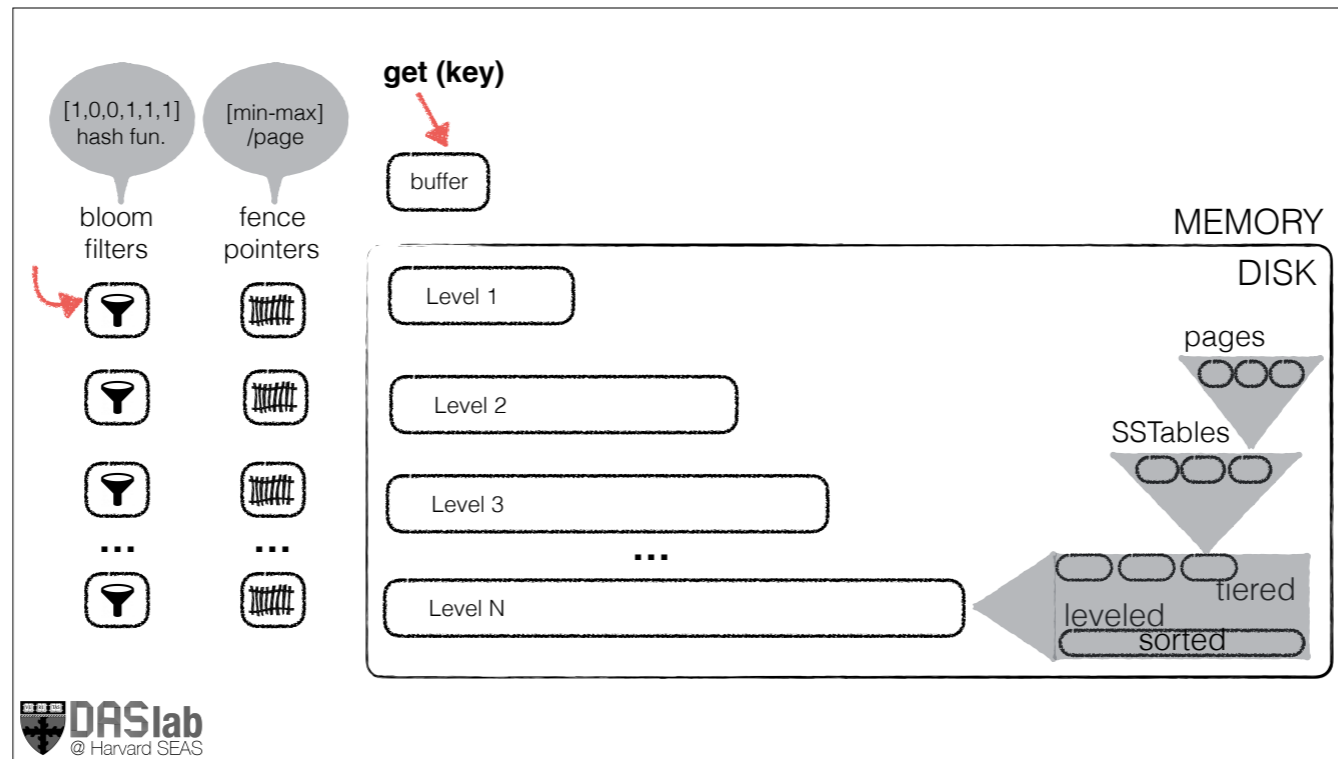 get (key)
[1,0,0,1,1,1]
hash fun.
[min-max]
/page
buffer
bloom
filters
fence
pointers
MEMORY
DISK
Level 1
pages
Level 2
SSTables
Level 3
...
...
...
Level N
tiered
leveled
sorted
DASlab
@ Harvard SEAS